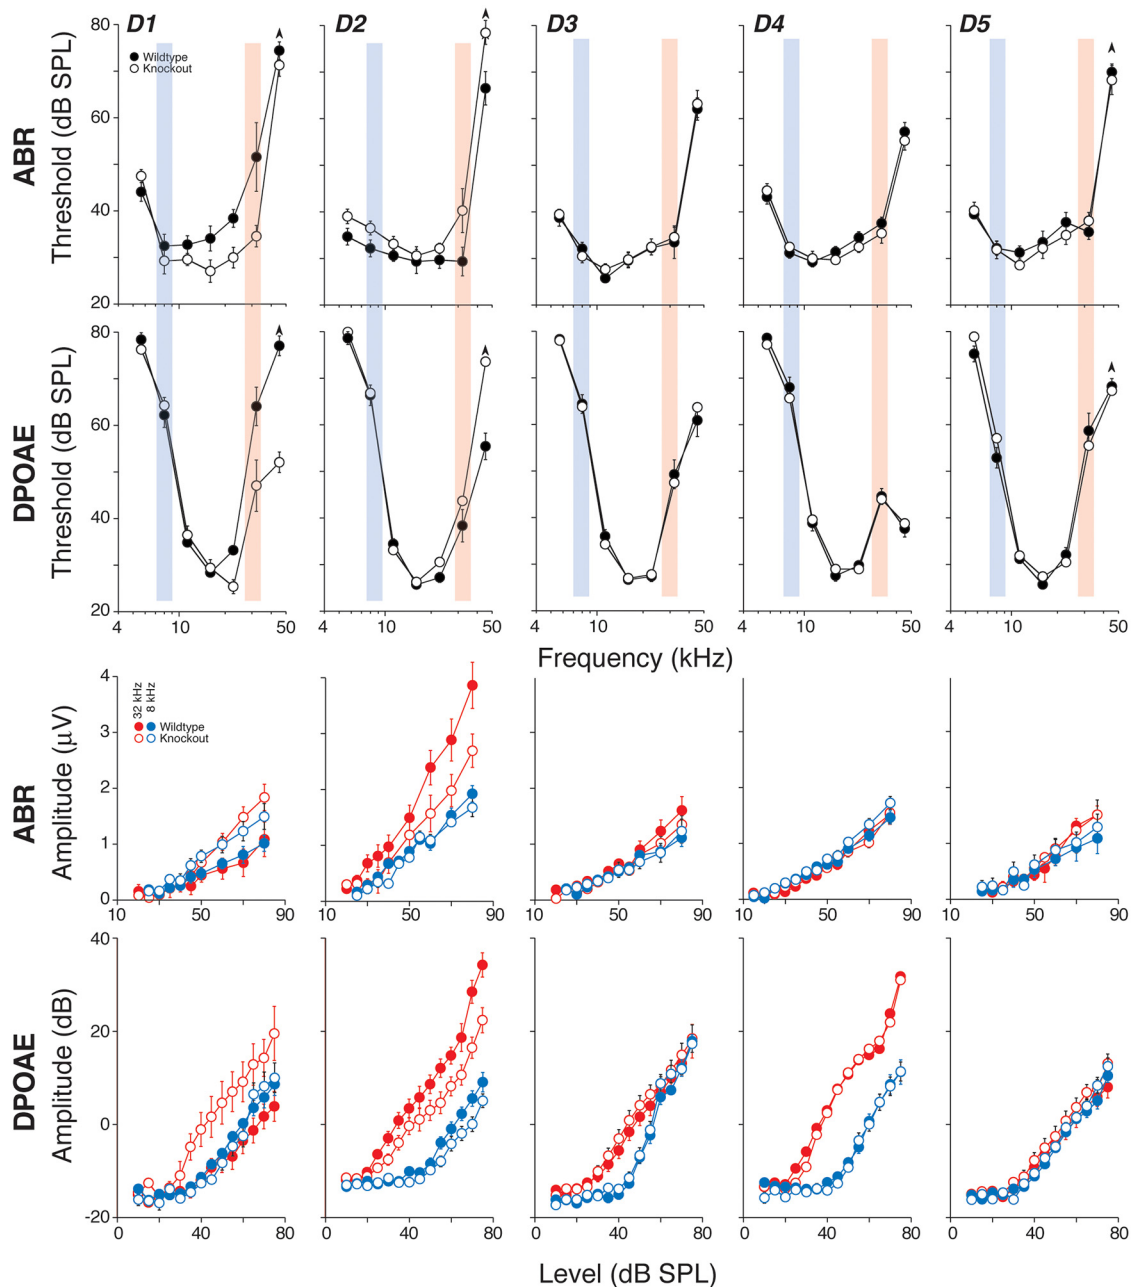 D1 D2 D3 D4 D5
ABR
Threshold (dB SPL)
80
60
40
20
Wildtype
Knockout
DPOAE
Threshold (dB SPL)
80
60
40
20
4 10 50 4 10 50 4 10 50 4 10 50 4 10 50
Frequency (kHz)
ABR
Amplitude (μV)
4
3
2
1
0
32 kHz
8 kHz
Wildtype
Knockout
10 50 90 10 50 90 10 50 90 10 50 90 10 50 90
DPOAE
Amplitude (dB)
40
20
0
-20
0 40 80 0 40 80 0 40 80 0 40 80 0 40 80
Level (dB SPL)